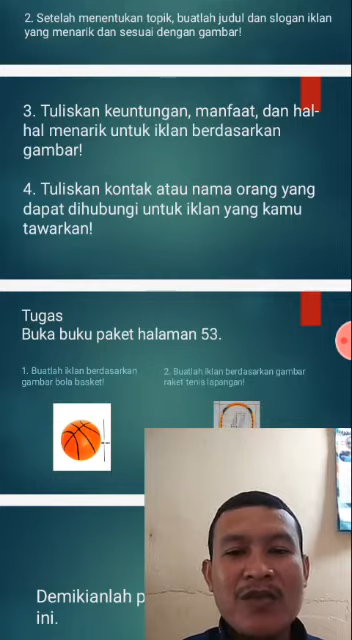 2. Setelah menentukan topik, buatlah judul dan slogan iklan
yang menarik dan sesuai dengan gambar!
3. Tuliskan keuntungan, manfaat, dan hal-
hal menarik untuk iklan berdasarkan
gambar!
4. Tuliskan kontak atau nama orang yang
dapat dihubungi untuk iklan yang kamu
tawarkan!
Tugas
Buka buku paket halaman 53.
1. Buatlah iklan berdasarkan
gambar bola basket!
2. Buatlah iklan berdasarkan gambar
raket tenis lapangan!
Demikianlah p
ini.